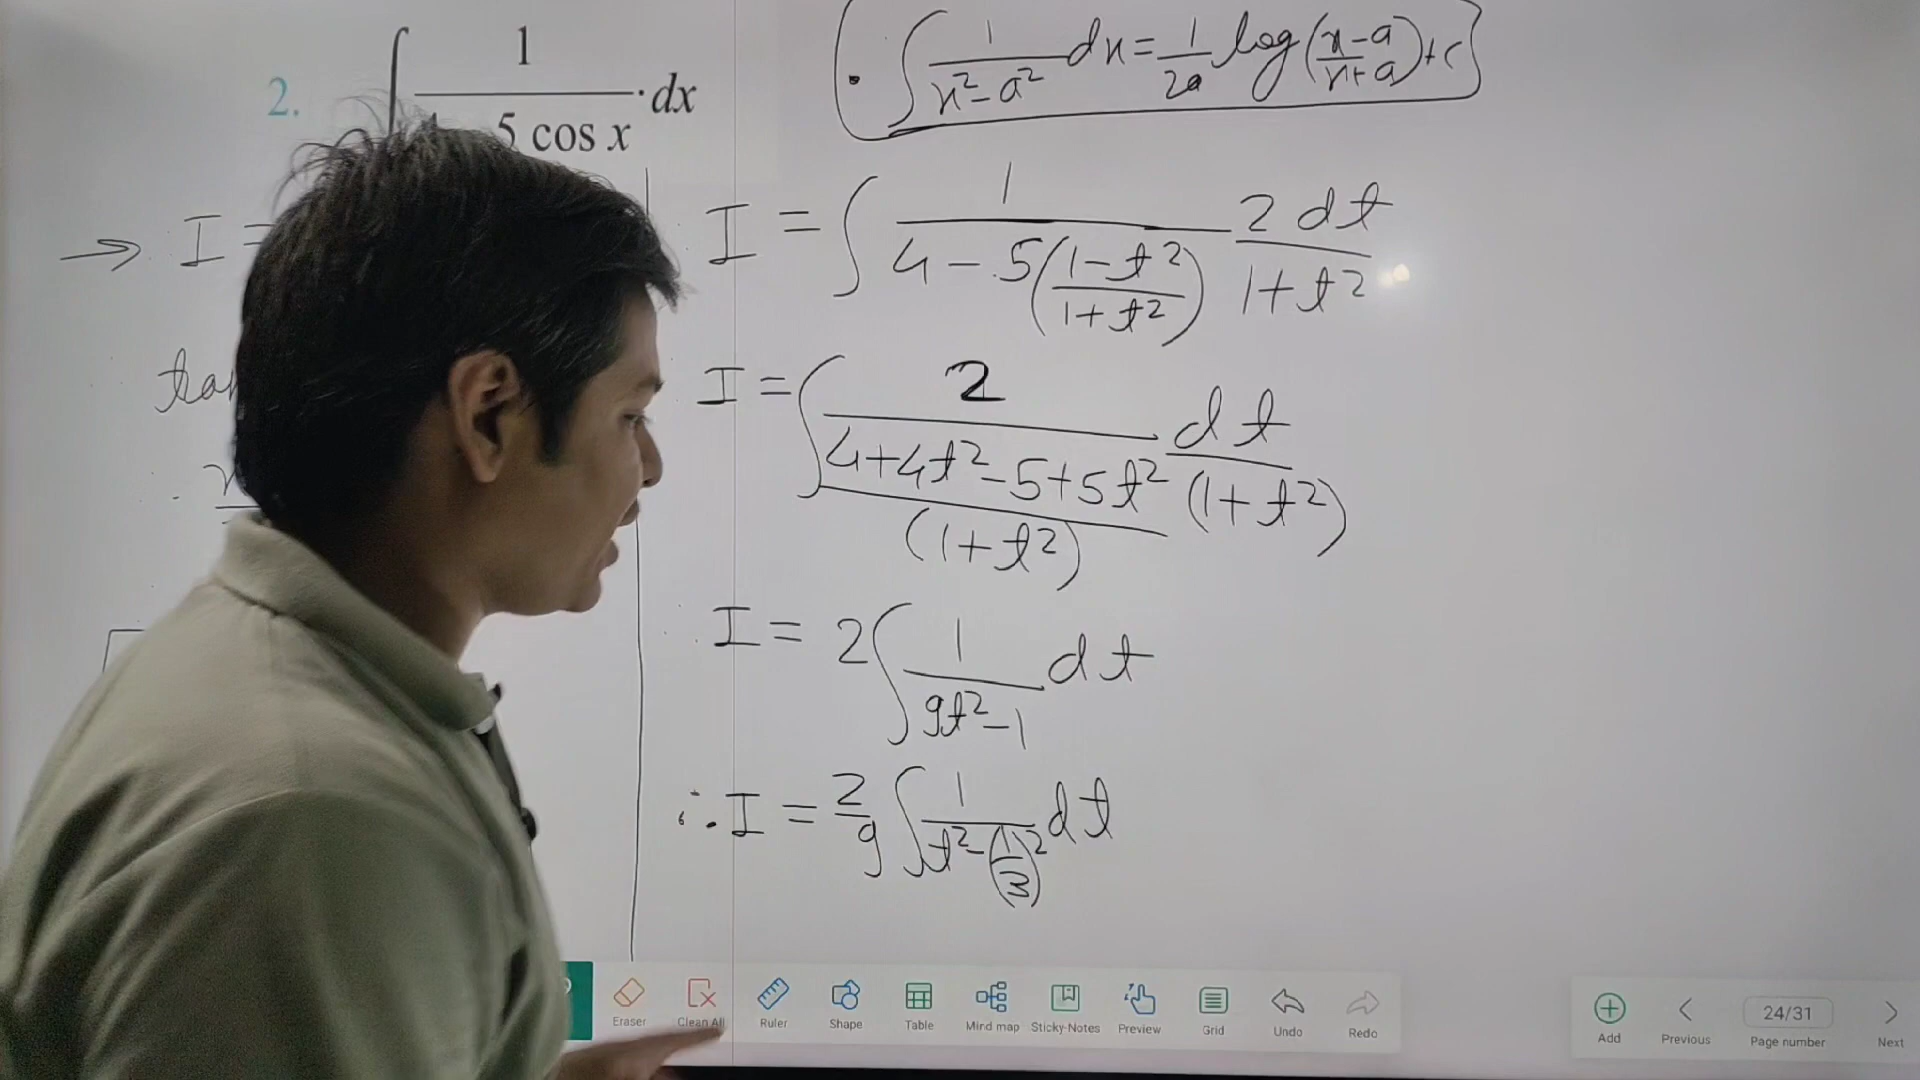 2. ∫ 1 / 5 cos x · dx
• ∫ 1/(x²-a²) dx = 1/2a log((x-a)/(x+a)) + c
→ I =
tan
I = ∫ 1 / (4 - 5((1-t²)/(1+t²))) 2dt/(1+t²)
I = ∫ 2 / ((4+4t²-5+5t²)/(1+t²)) dt/(1+t²)
I = 2 ∫ 1/(9t²-1) dt
∴ I = 2/9 ∫ 1/(t²-(1/3)²) dt
Eraser Clean All Ruler Shape Table Mind map Sticky-Notes Preview Grid Undo Redo Add Previous 24/31 Page number Next